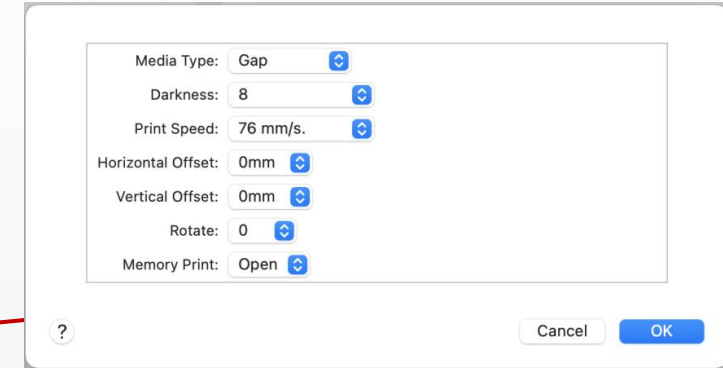 Media Type: Gap
Darkness: 8
Print Speed: 76 mm/s.
Horizontal Offset: 0mm
Vertical Offset: 0mm
Rotate: 0
Memory Print: Open
? Cancel OK